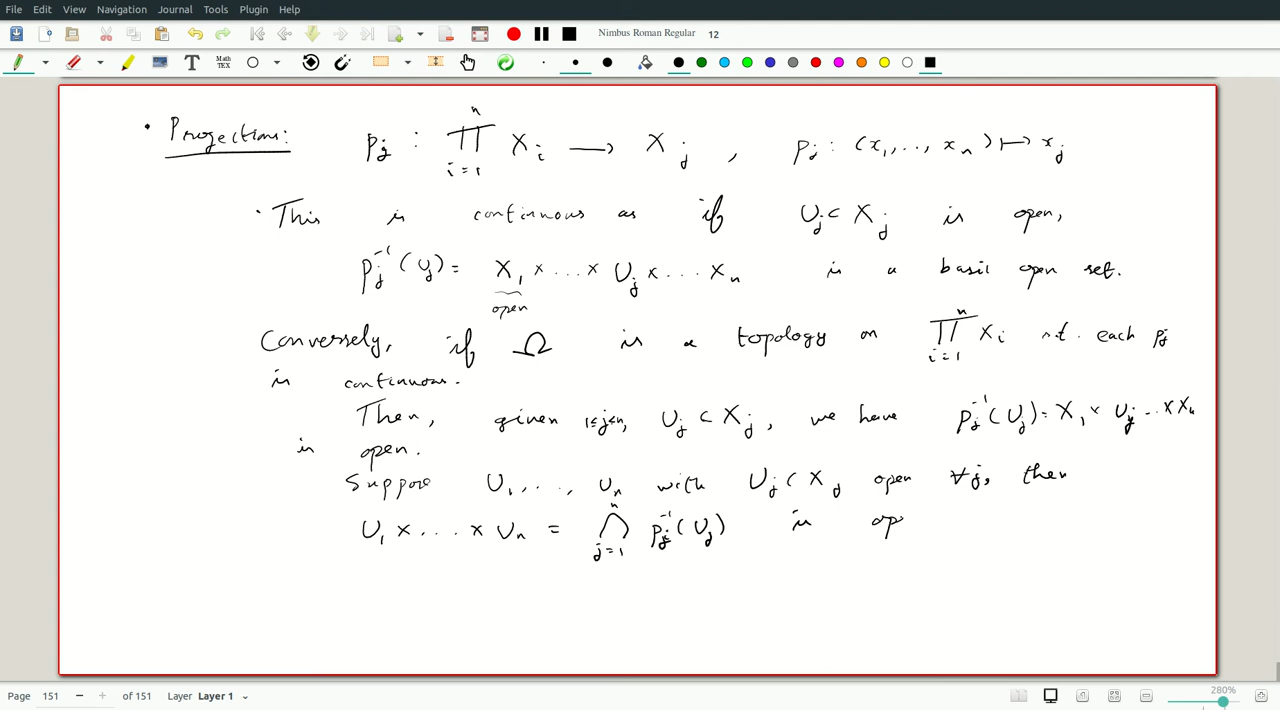 File Edit View Navigation Journal Tools Plugin Help
Nimbus Roman Regular 12
Math TEX
• Projections: p_j : ∏_{i=1}^{n} X_i ⟶ X_j , p_j : (x_1, .., x_n) ↦ x_j
· This is continuous as if U_j ⊂ X_j is open,
p_j^{-1}(U_j) = X_1 × ... × U_j × ... X_n is a basic open set.
open
Conversely, if Ω is a topology on ∏_{i=1}^{n} X_i s.t. each p_j
is continuous.
Then, given 1≤j≤n, U_j ⊂ X_j, we have p_j^{-1}(U_j) = X_1 × U_j ... × X_n
is open.
Suppose U_1, ..., U_n with U_j ⊂ X_j open ∀j, then
U_1 × .... × U_n = ⋂_{j=1}^{n} p_j^{-1}(U_j) is op
Page 151 − + of 151 Layer Layer 1 280%